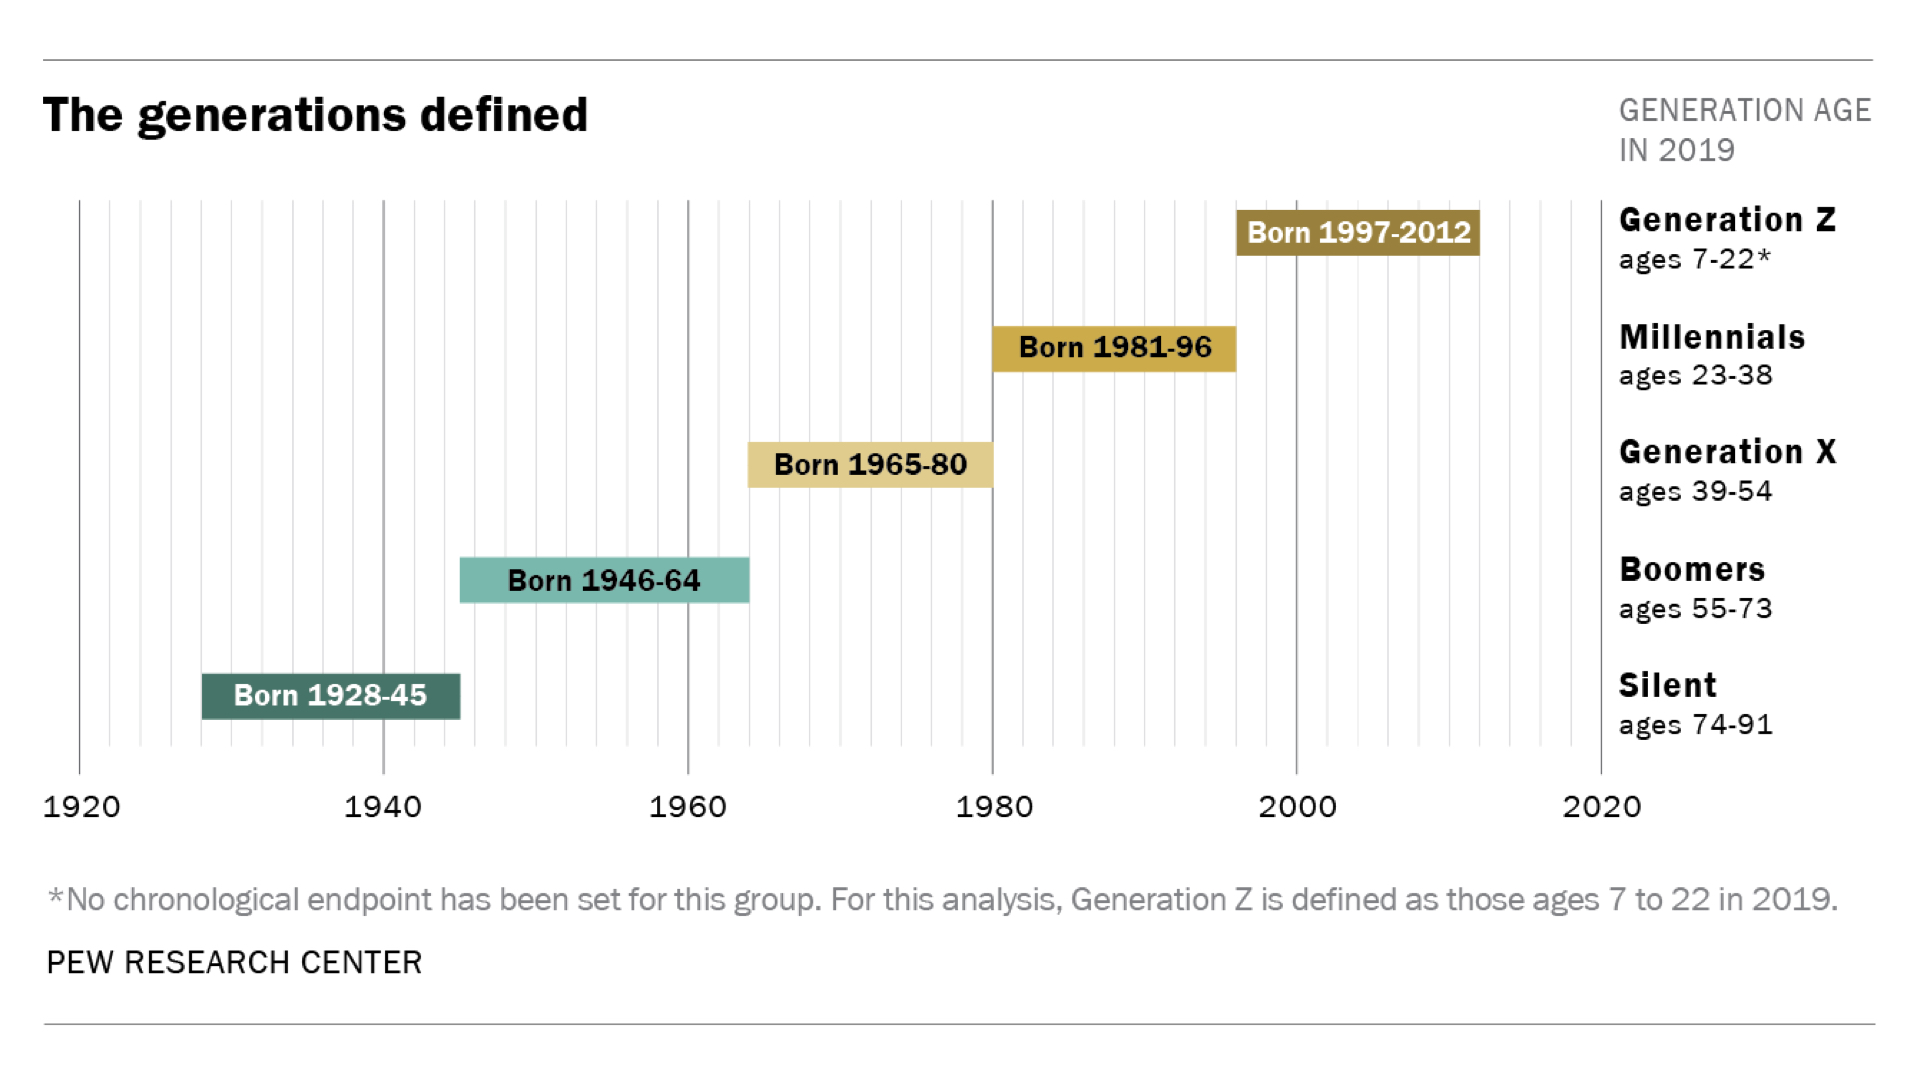 The generations defined
GENERATION AGE
IN 2019
Born 1997-2012
Generation Z
ages 7-22*
Born 1981-96
Millennials
ages 23-38
Born 1965-80
Generation X
ages 39-54
Born 1946-64
Boomers
ages 55-73
Born 1928-45
Silent
ages 74-91
1920 1940 1960 1980 2000 2020
*No chronological endpoint has been set for this group. For this analysis, Generation Z is defined as those ages 7 to 22 in 2019.
PEW RESEARCH CENTER